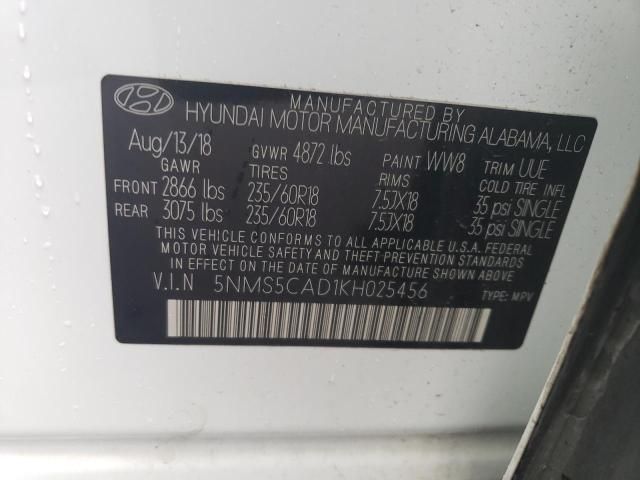 MANUFACTURED BY
HYUNDAI MOTOR MANUFACTURING ALABAMA, LLC
Aug/13/18 GVWR 4872 lbs PAINT WW8 TRIM UUE
GAWR TIRES RIMS COLD TIRE INFL
FRONT 2866 lbs 235/60R18 7.5JX18 35 psi SINGLE
REAR 3075 lbs 235/60R18 7.5JX18 35 psi SINGLE
THIS VEHICLE CONFORMS TO ALL APPLICABLE U.S.A. FEDERAL
MOTOR VEHICLE SAFETY AND THEFT PREVENTION STANDARDS
IN EFFECT ON THE DATE OF MANUFACTURE SHOWN ABOVE
V.I.N 5NMS5CAD1KH025456 TYPE: MPV